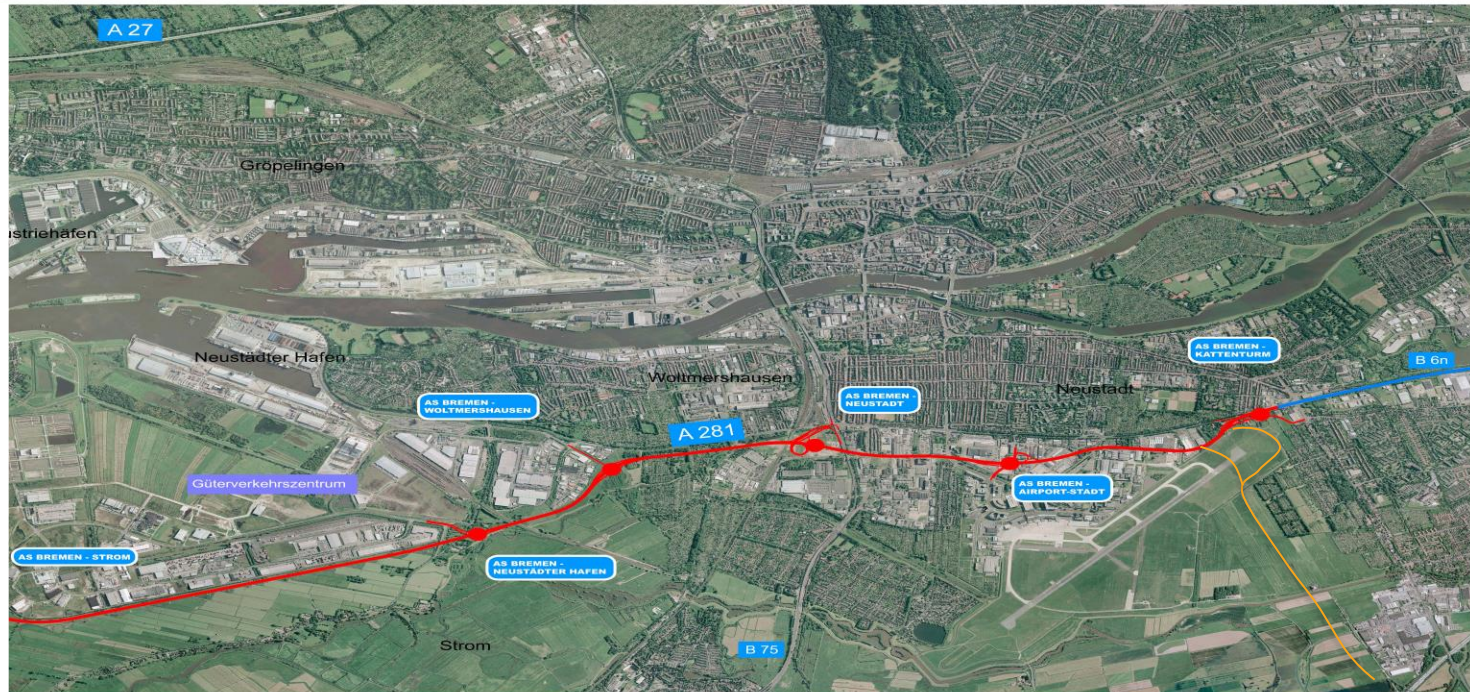 A 27
Gröpelingen
ustriehafen
Neustädter Hafen
AS BREMEN -
WOLTMERSHAUSEN
Woltmershausen
AS BREMEN -
NEUSTADT
Neustadt
AS BREMEN -
KATTENTURM
B 6n
A 281
Güterverkehrszentrum
AS BREMEN -
AIRPORT-STADT
AS BREMEN - STROM
AS BREMEN -
NEUSTÄDTER HAFEN
Strom
B 75